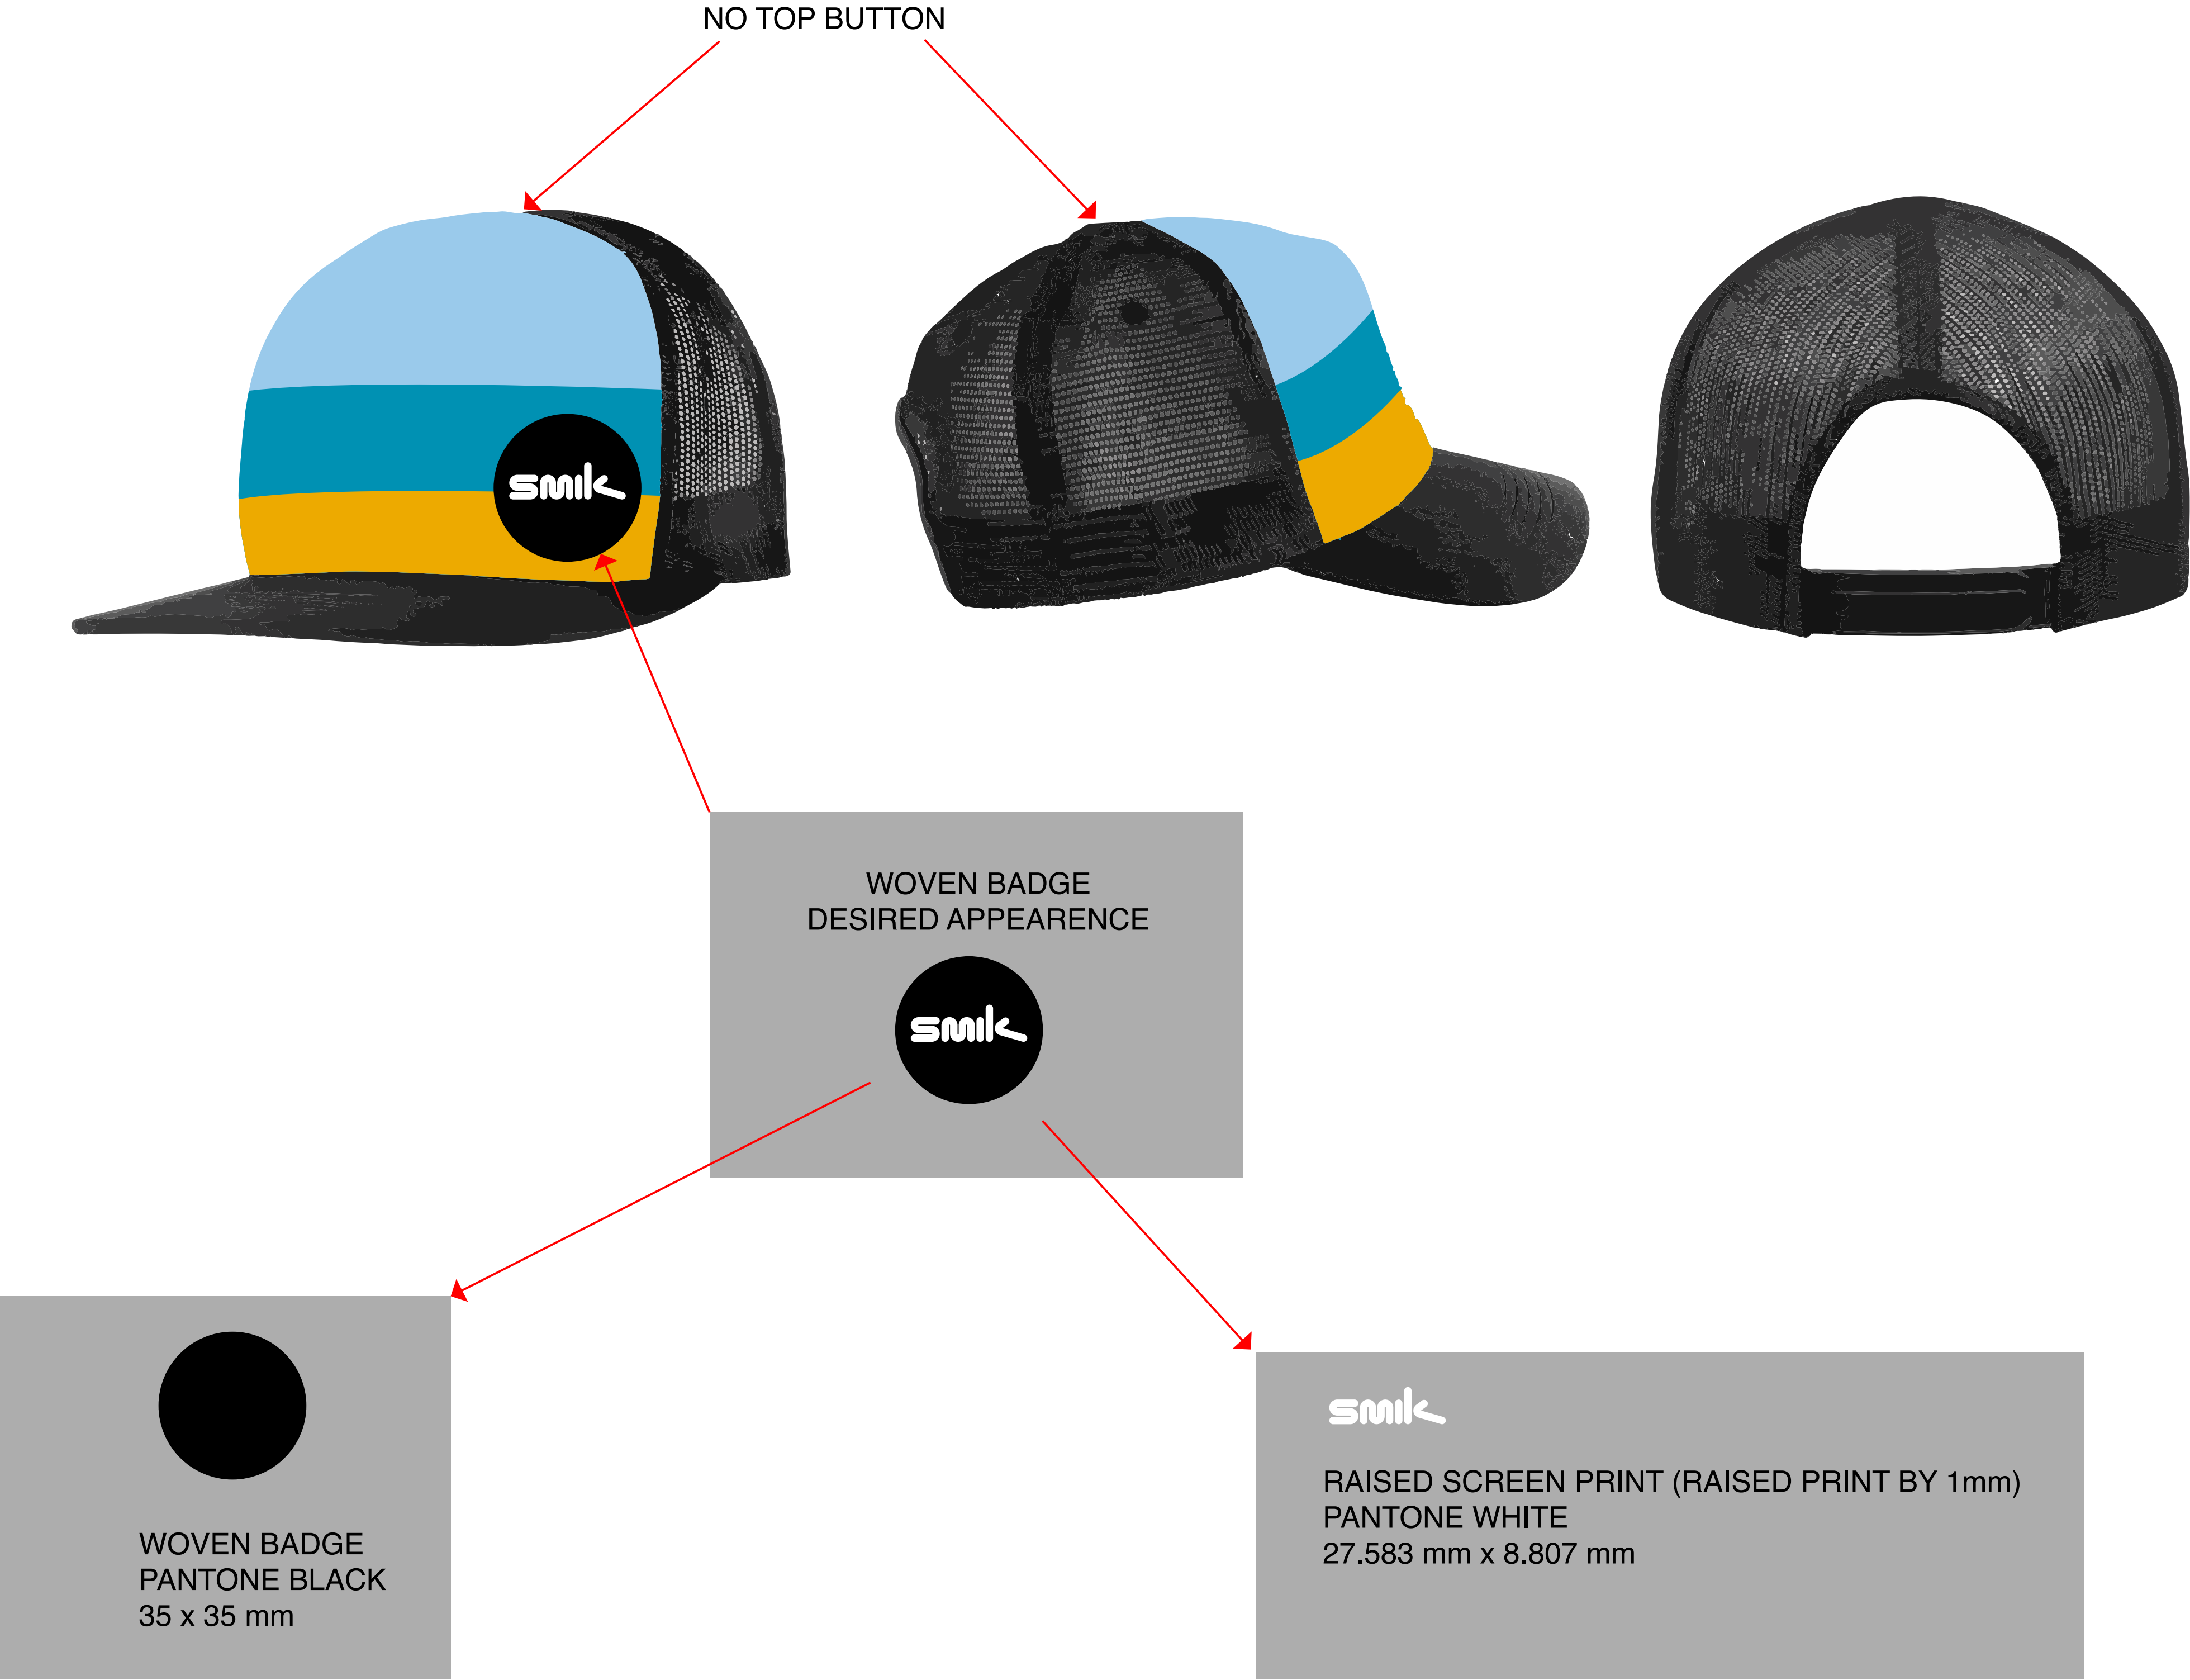 NO TOP BUTTON
smik
WOVEN BADGE
DESIRED APPEARENCE
smik
WOVEN BADGE
PANTONE BLACK
35 x 35 mm
smik
RAISED SCREEN PRINT (RAISED PRINT BY 1mm)
PANTONE WHITE
27.583 mm x 8.807 mm